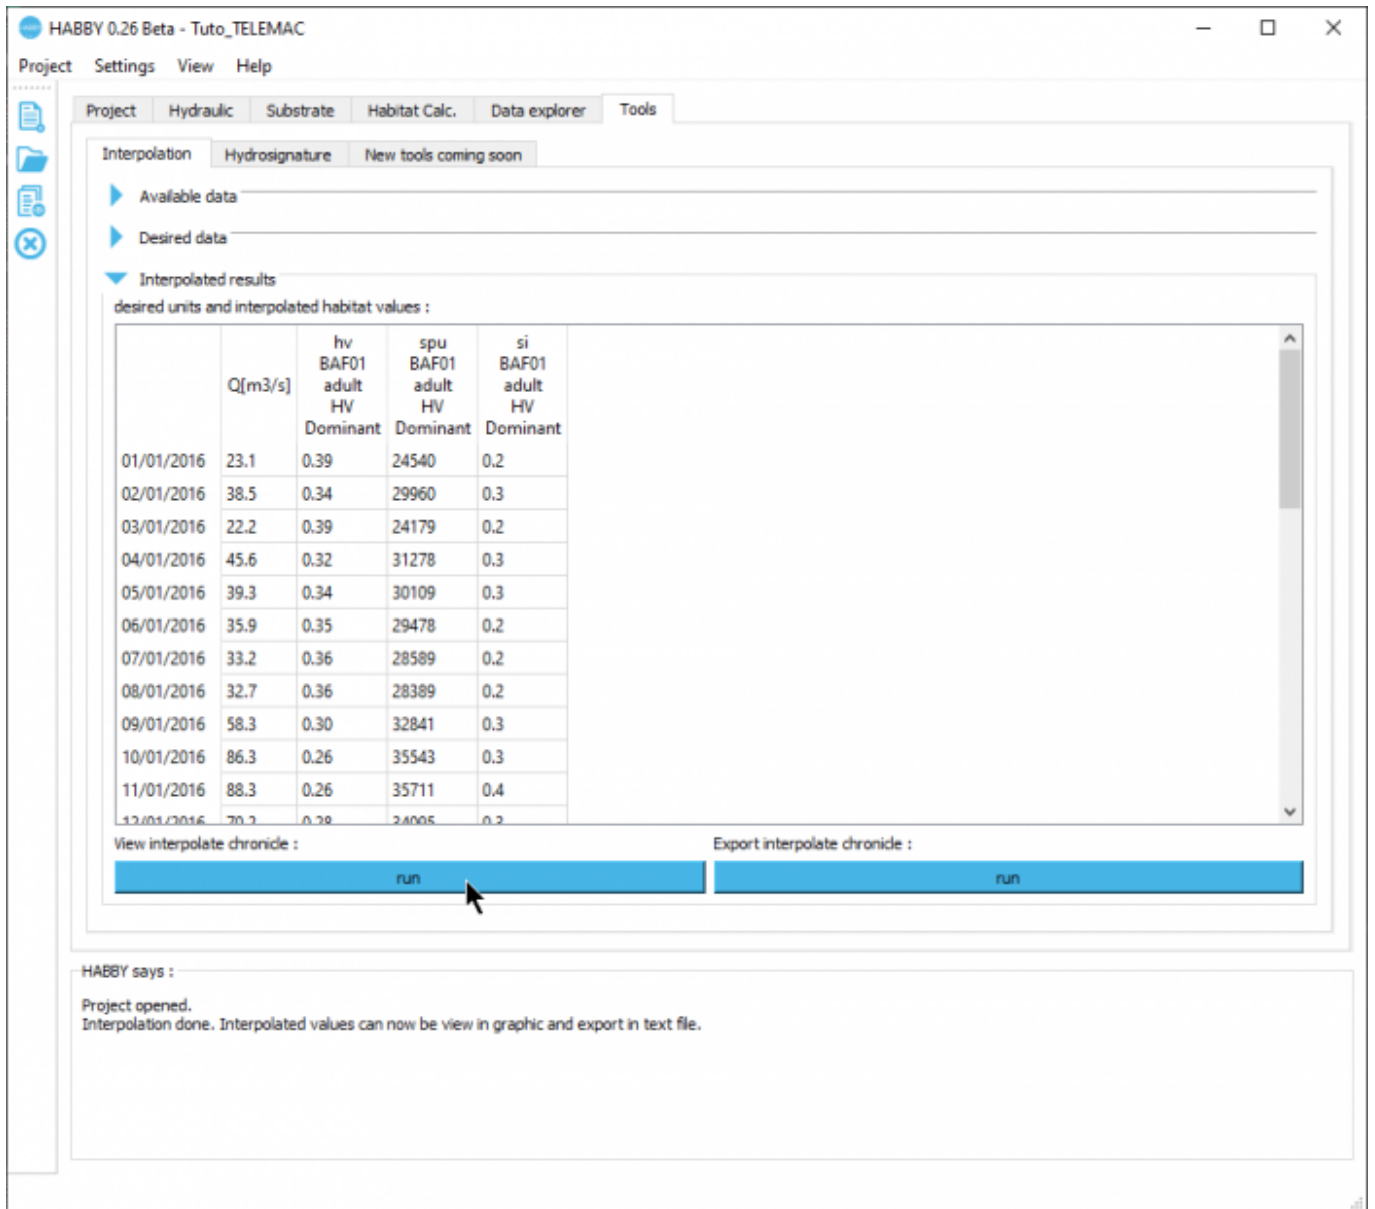 HABBY 0.26 Beta - Tuto_TELEMAC
Project Settings View Help
Project Hydraulic Substrate Habitat Calc. Data explorer Tools
Interpolation Hydrosignature New tools coming soon
Available data
Desired data
Interpolated results
desired units and interpolated habitat values :
hv spu si
BAF01 BAF01 BAF01
Q[m3/s] adult adult adult
HV HV HV
Dominant Dominant Dominant
01/01/2016 23.1 0.39 24540 0.2
02/01/2016 38.5 0.34 29960 0.3
03/01/2016 22.2 0.39 24179 0.2
04/01/2016 45.6 0.32 31278 0.3
05/01/2016 39.3 0.34 30109 0.3
06/01/2016 35.9 0.35 29478 0.2
07/01/2016 33.2 0.36 28589 0.2
08/01/2016 32.7 0.36 28389 0.2
09/01/2016 58.3 0.30 32841 0.3
10/01/2016 86.3 0.26 35543 0.3
11/01/2016 88.3 0.26 35711 0.4
12/01/2016 70.2 0.28
View interpolate chronicle : Export interpolate chronicle :
run run
HABBY says :
Project opened.
Interpolation done. Interpolated values can now be view in graphic and export in text file.